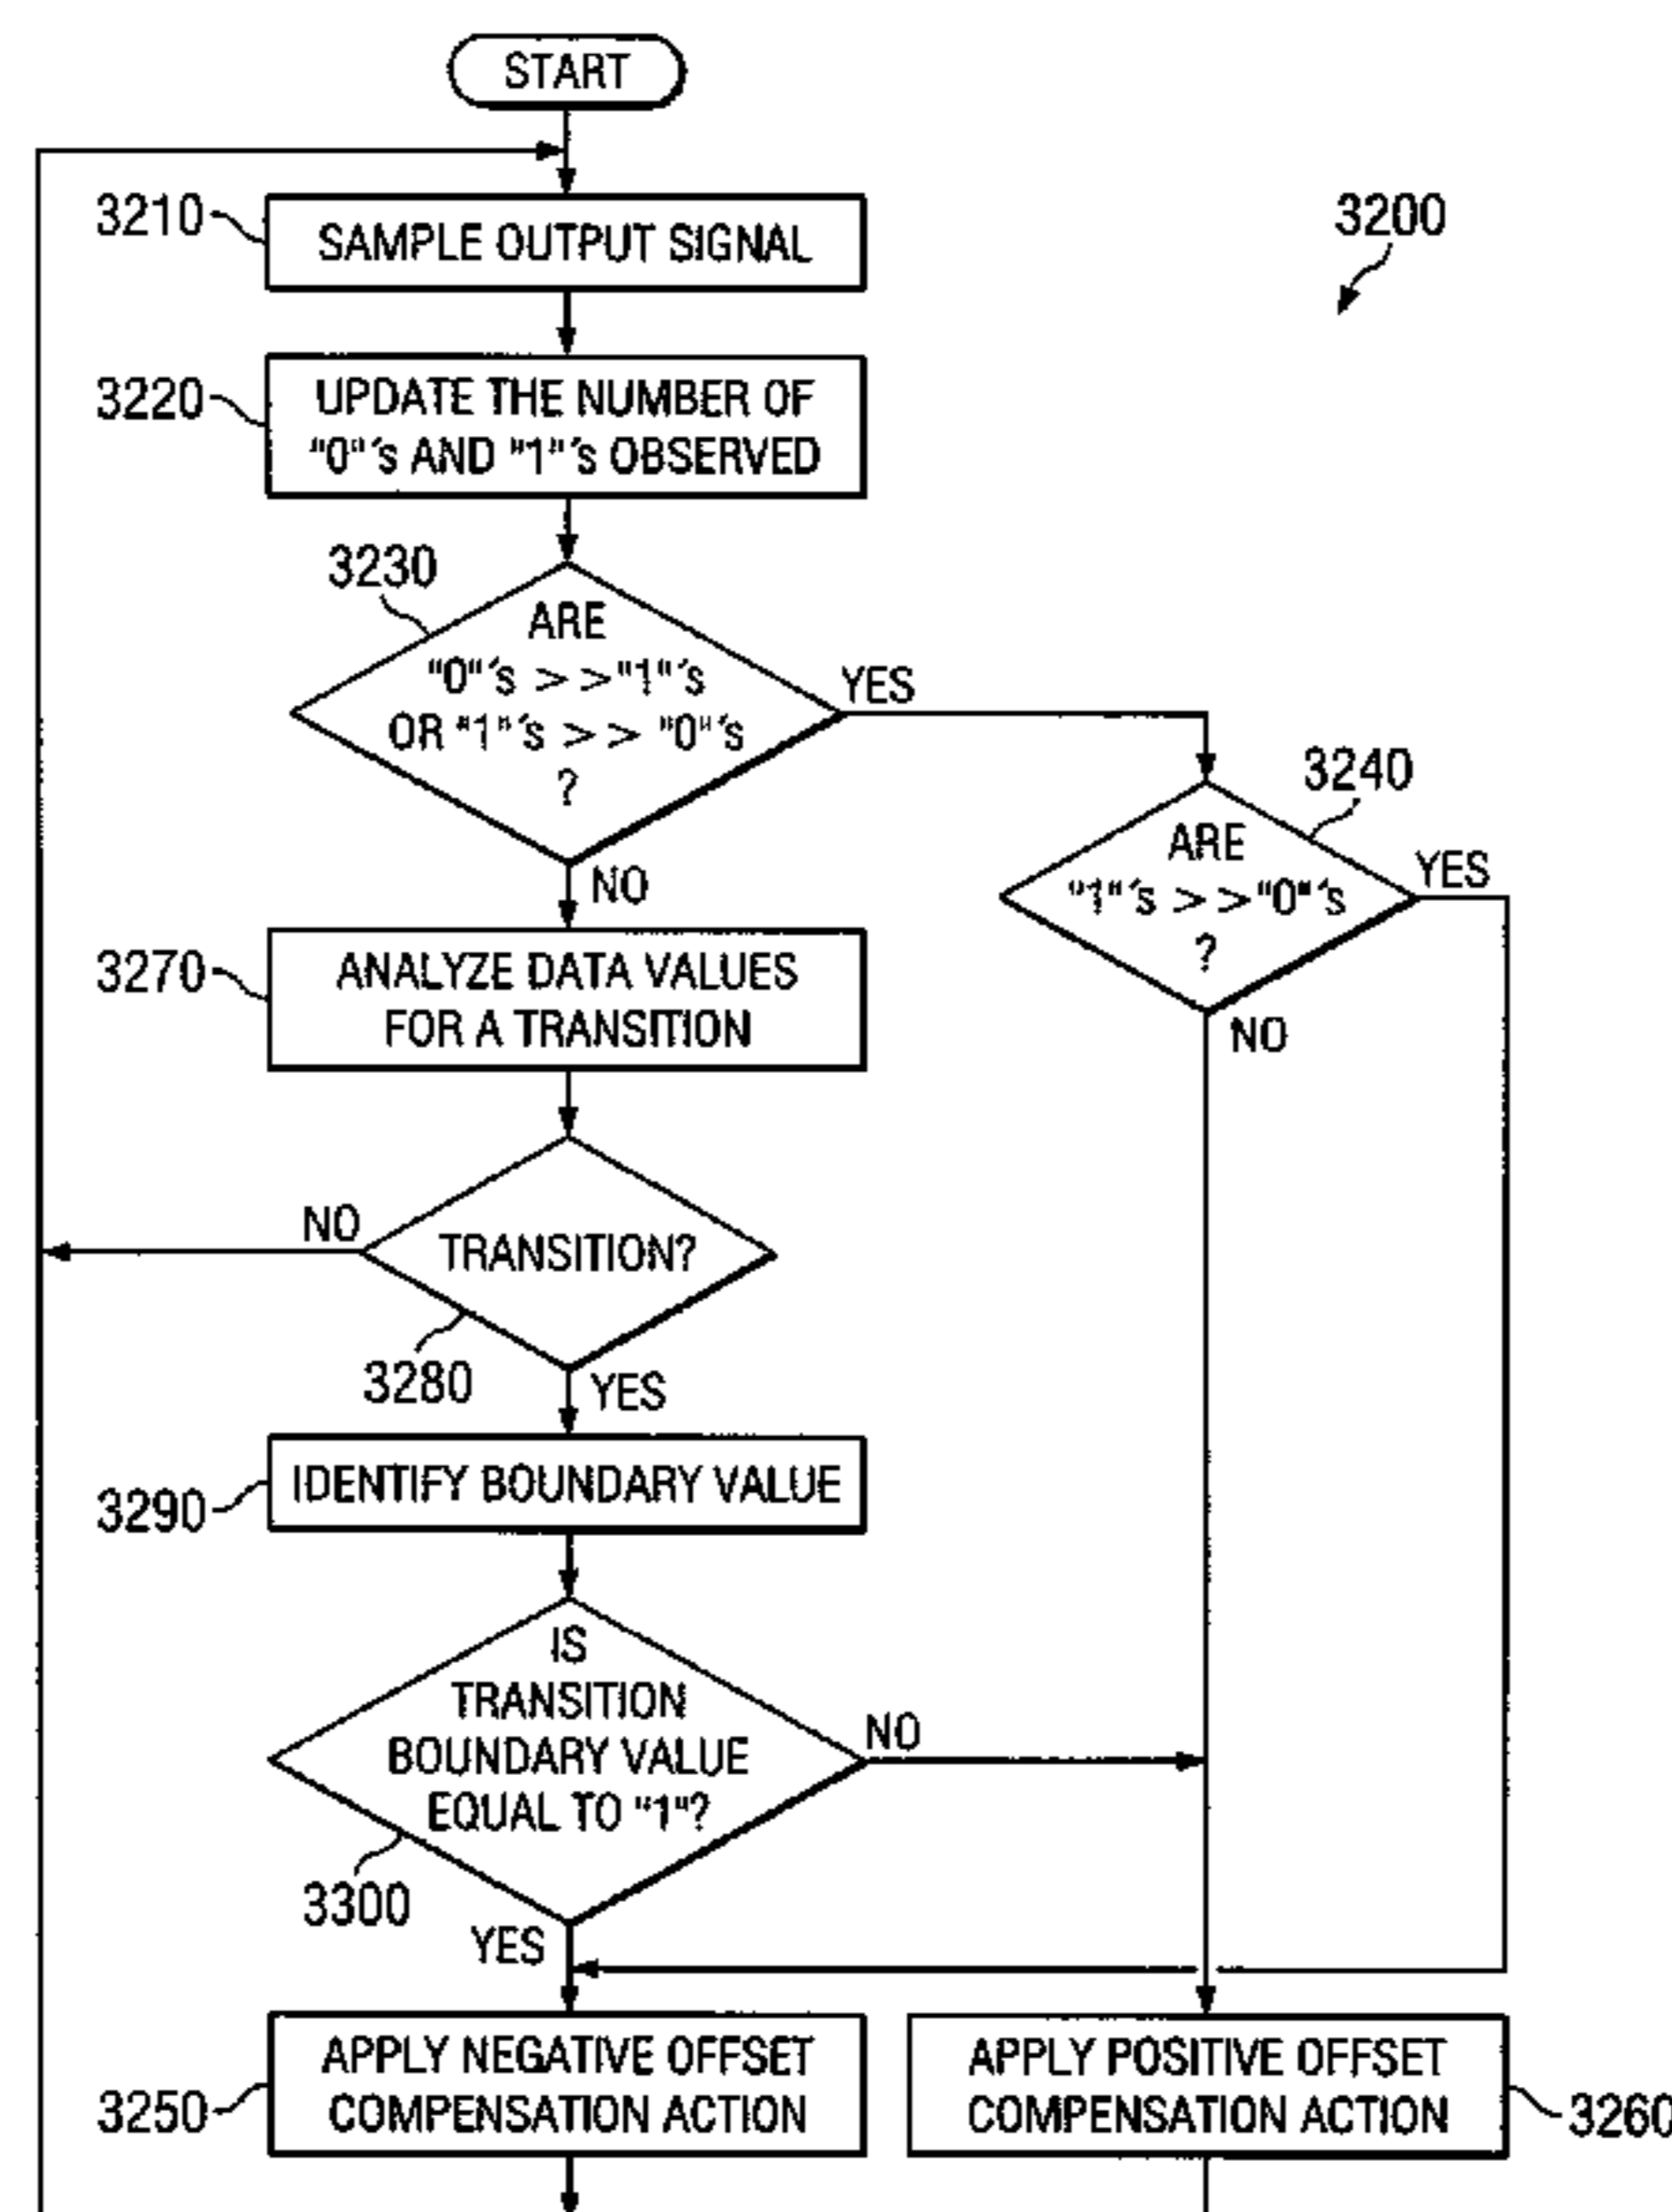 START
3210
SAMPLE OUTPUT SIGNAL
3200
3220
UPDATE THE NUMBER OF
"0"'s AND "1"'s OBSERVED
3230
ARE
"0"'s > >"1"'s
OR "1"'s > > "0"'s
?
YES
NO
3240
ARE
"1"'s > >"0"'s
?
YES
NO
3270
ANALYZE DATA VALUES
FOR A TRANSITION
NO
TRANSITION?
3280
YES
3290
IDENTIFY BOUNDARY VALUE
IS
TRANSITION
BOUNDARY VALUE
EQUAL TO "1"?
NO
3300
YES
3250
APPLY NEGATIVE OFFSET
COMPENSATION ACTION
APPLY POSITIVE OFFSET
COMPENSATION ACTION
3260